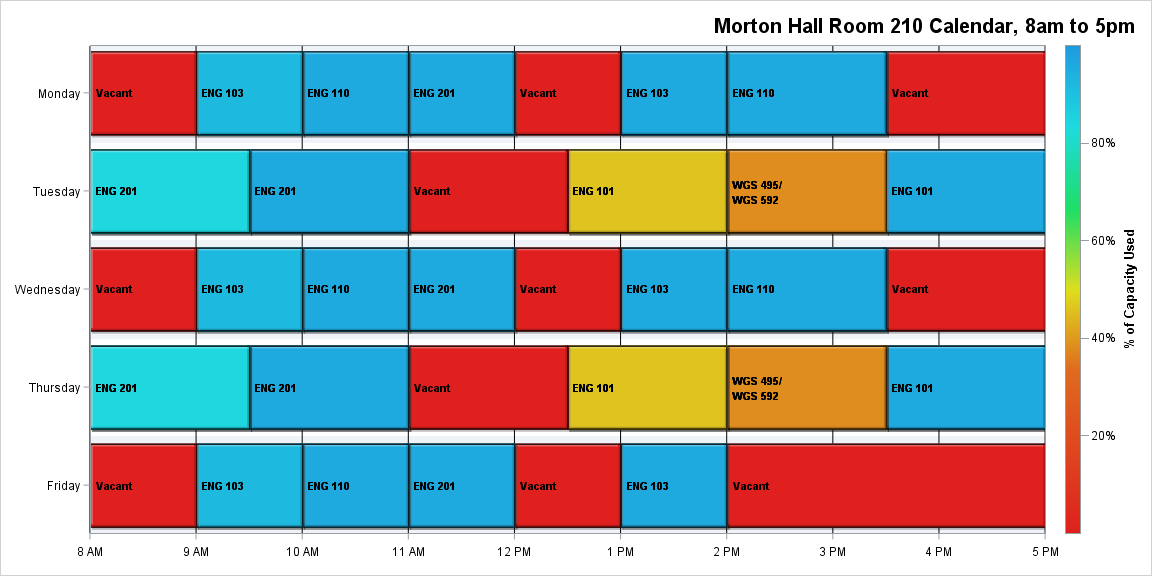 Morton Hall Room 210 Calendar, 8am to 5pm
Monday
Vacant
ENG 103
ENG 110
ENG 201
Vacant
ENG 103
ENG 110
Vacant
Tuesday
ENG 201
ENG 201
Vacant
ENG 101
WGS 495/
WGS 592
ENG 101
Wednesday
Vacant
ENG 103
ENG 110
ENG 201
Vacant
ENG 103
ENG 110
Vacant
Thursday
ENG 201
ENG 201
Vacant
ENG 101
WGS 495/
WGS 592
ENG 101
Friday
Vacant
ENG 103
ENG 110
ENG 201
Vacant
ENG 103
Vacant
8 AM
9 AM
10 AM
11 AM
12 PM
1 PM
2 PM
3 PM
4 PM
5 PM
80%
60%
40%
20%
% of Capacity Used